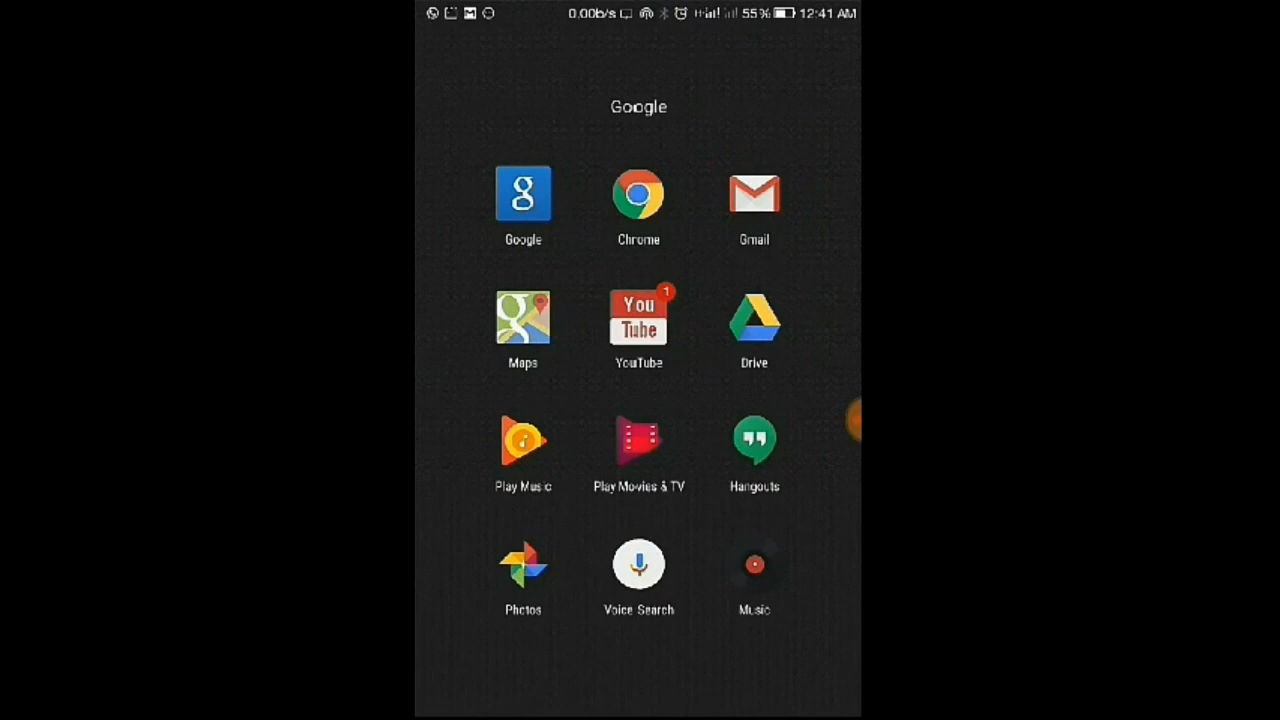 0.00b/s 55% 12:41 AM
Google
g
Google Chrome Gmail
g You 1
Tube
Maps YouTube Drive
Play Music Play Movies & TV Hangouts
Photos Voice Search Music